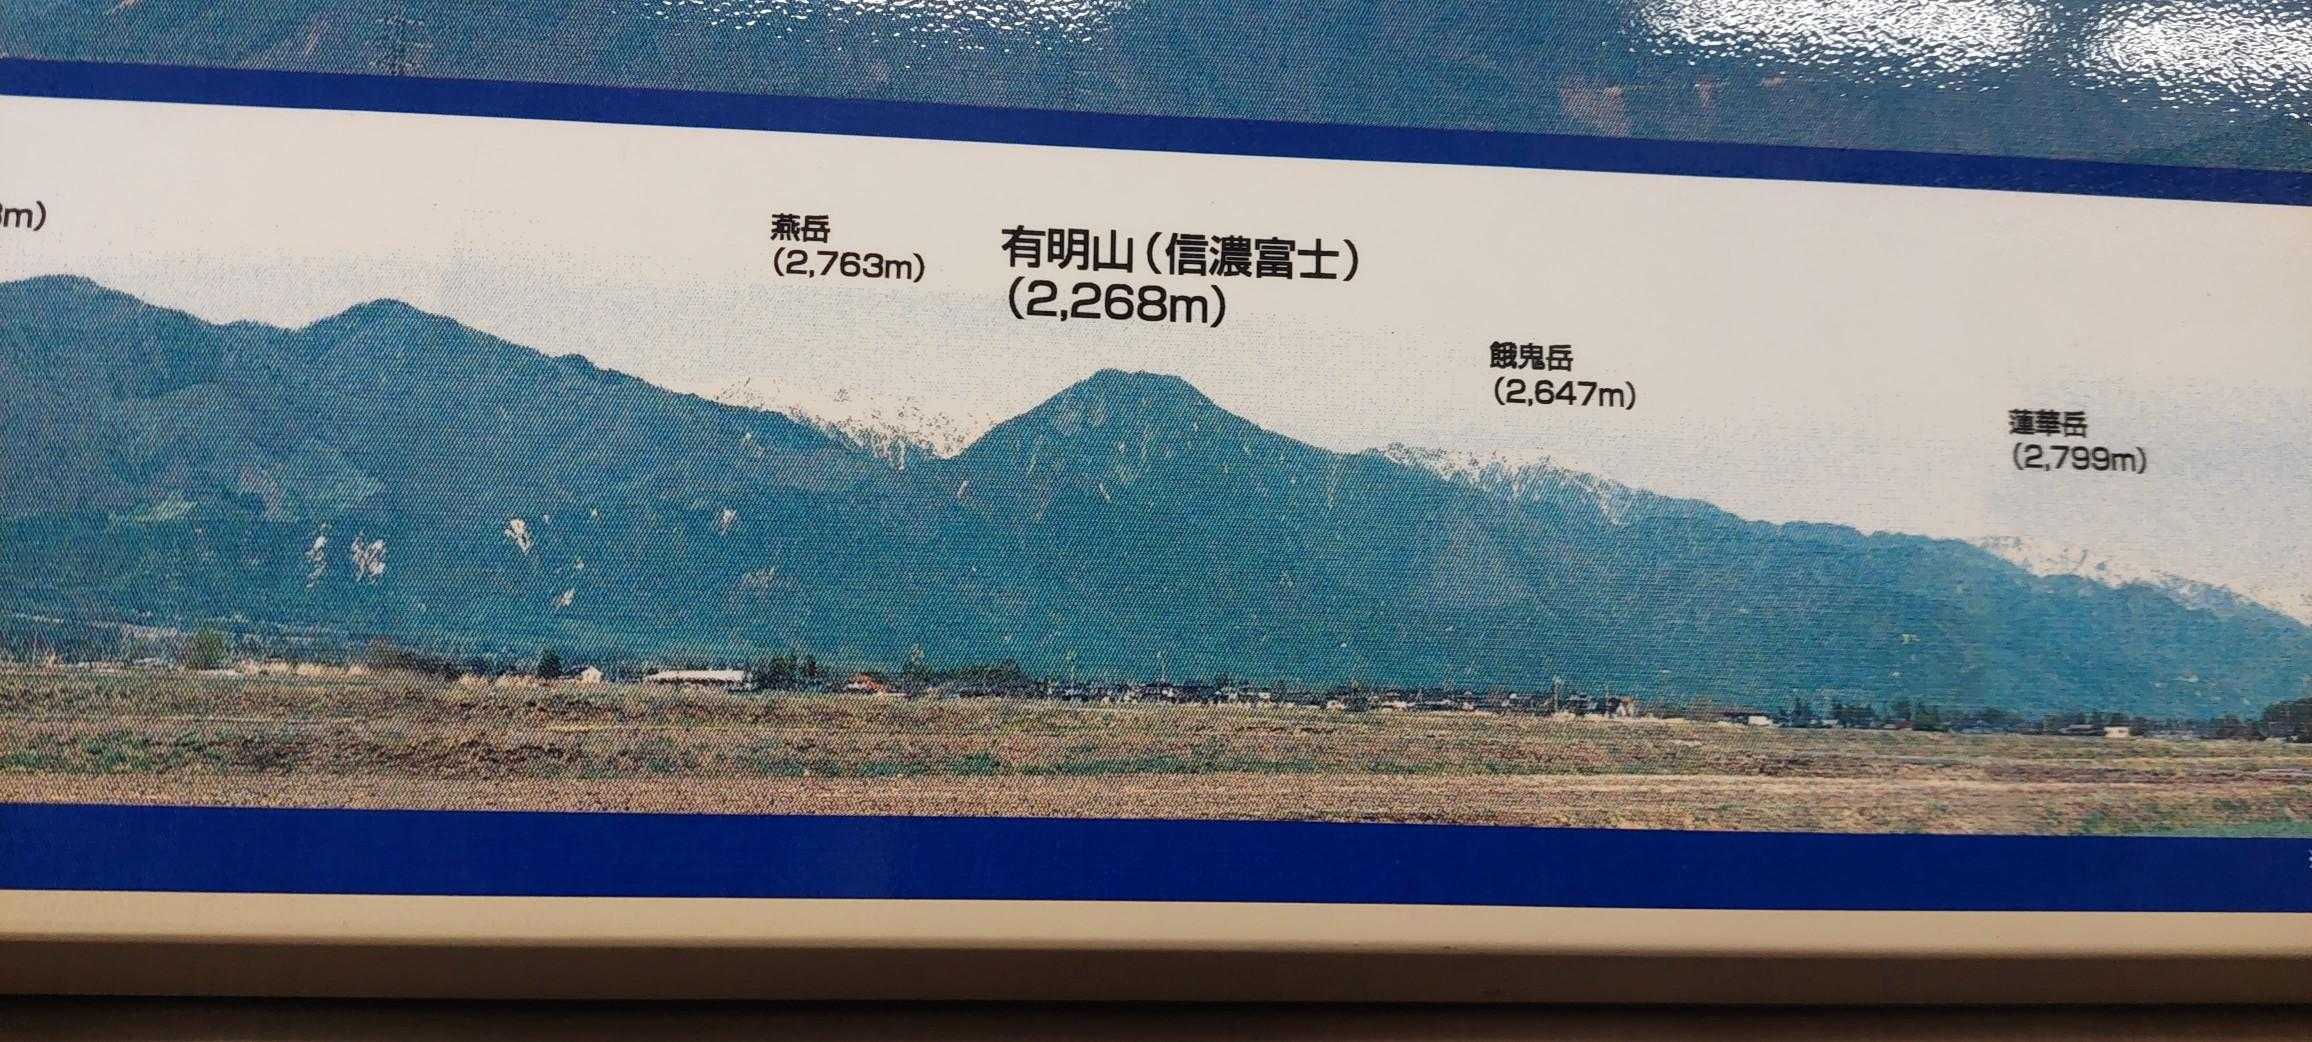 m)
燕岳
(2,763m)
有明山(信濃富士)
(2,268m)
餓鬼岳
(2,647m)
蓮華岳
(2,799m)